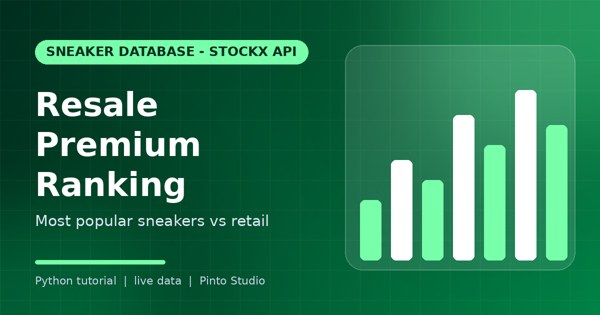 SNEAKER DATABASE - STOCKX API
Resale
Premium
Ranking
Most popular sneakers vs retail
Python tutorial | live data | Pinto Studio